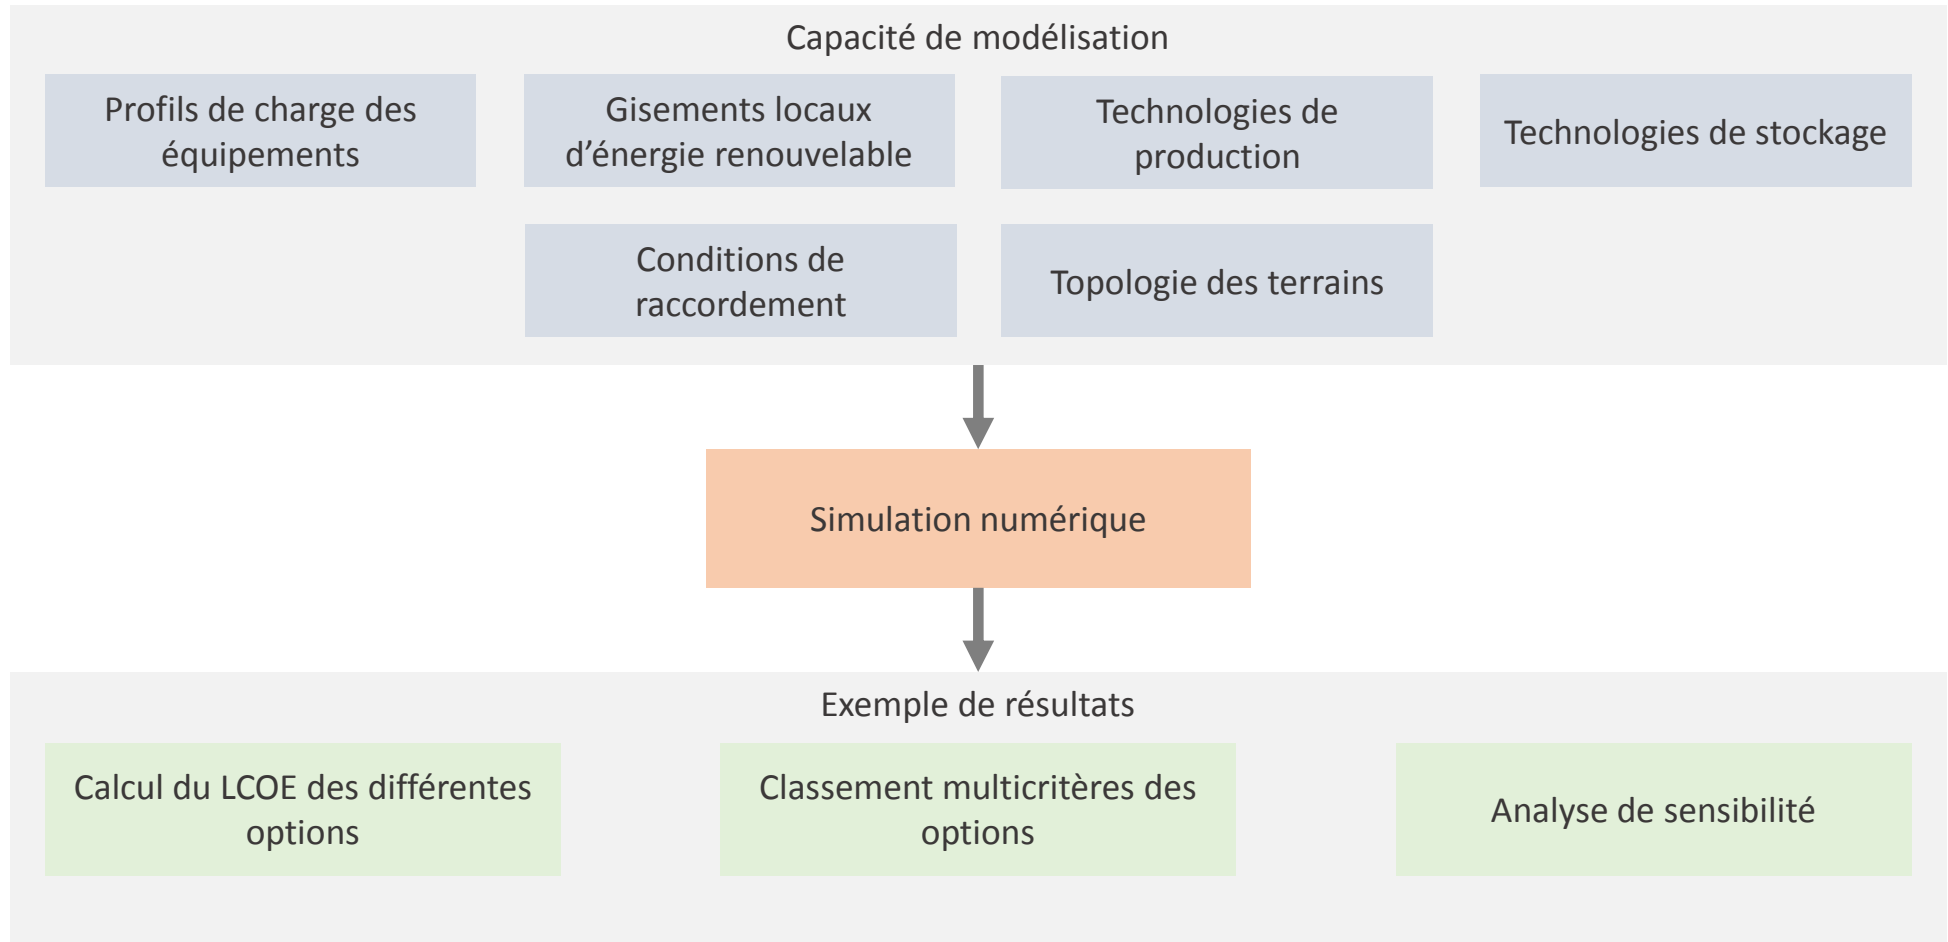 Capacité de modélisation
Profils de charge des
équipements
Gisements locaux
d’énergie renouvelable
Technologies de
production
Technologies de stockage
Conditions de
raccordement
Topologie des terrains
Simulation numérique
Exemple de résultats
Calcul du LCOE des différentes
options
Classement multicritères des
options
Analyse de sensibilité